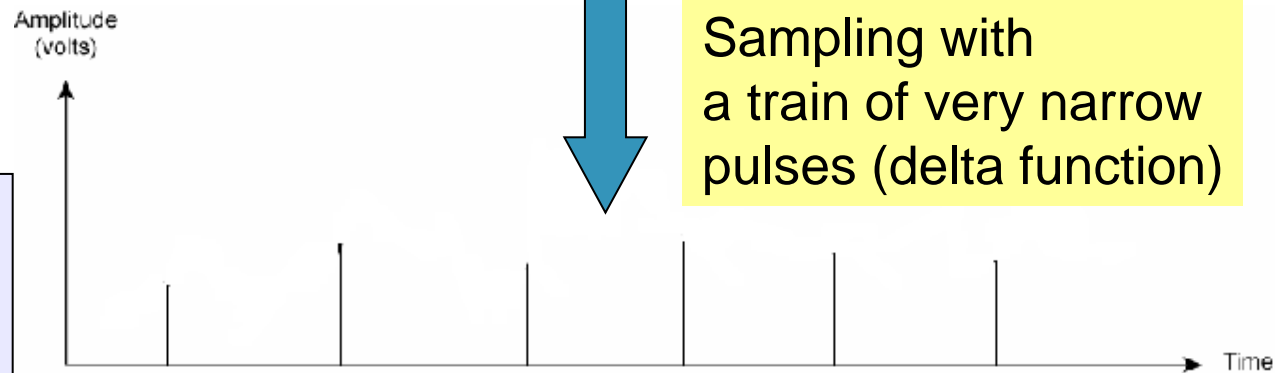 Amplitude
(volts)
Sampling with
a train of very narrow
pulses (delta function)
Time